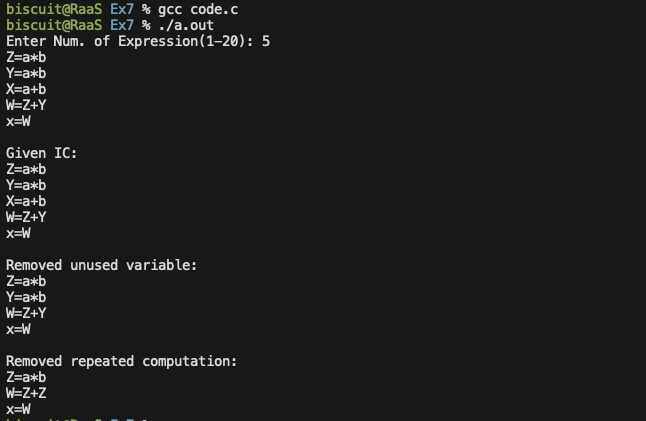 biscuit@RaaS Ex7 % gcc code.c
biscuit@RaaS Ex7 % ./a.out
Enter Num. of Expression(1-20): 5
Z=a*b
Y=a*b
X=a+b
W=Z+Y
x=W
Given IC:
Z=a*b
Y=a*b
X=a+b
W=Z+Y
x=W
Removed unused variable:
Z=a*b
Y=a*b
W=Z+Y
x=W
Removed repeated computation:
Z=a*b
W=Z+Z
x=W